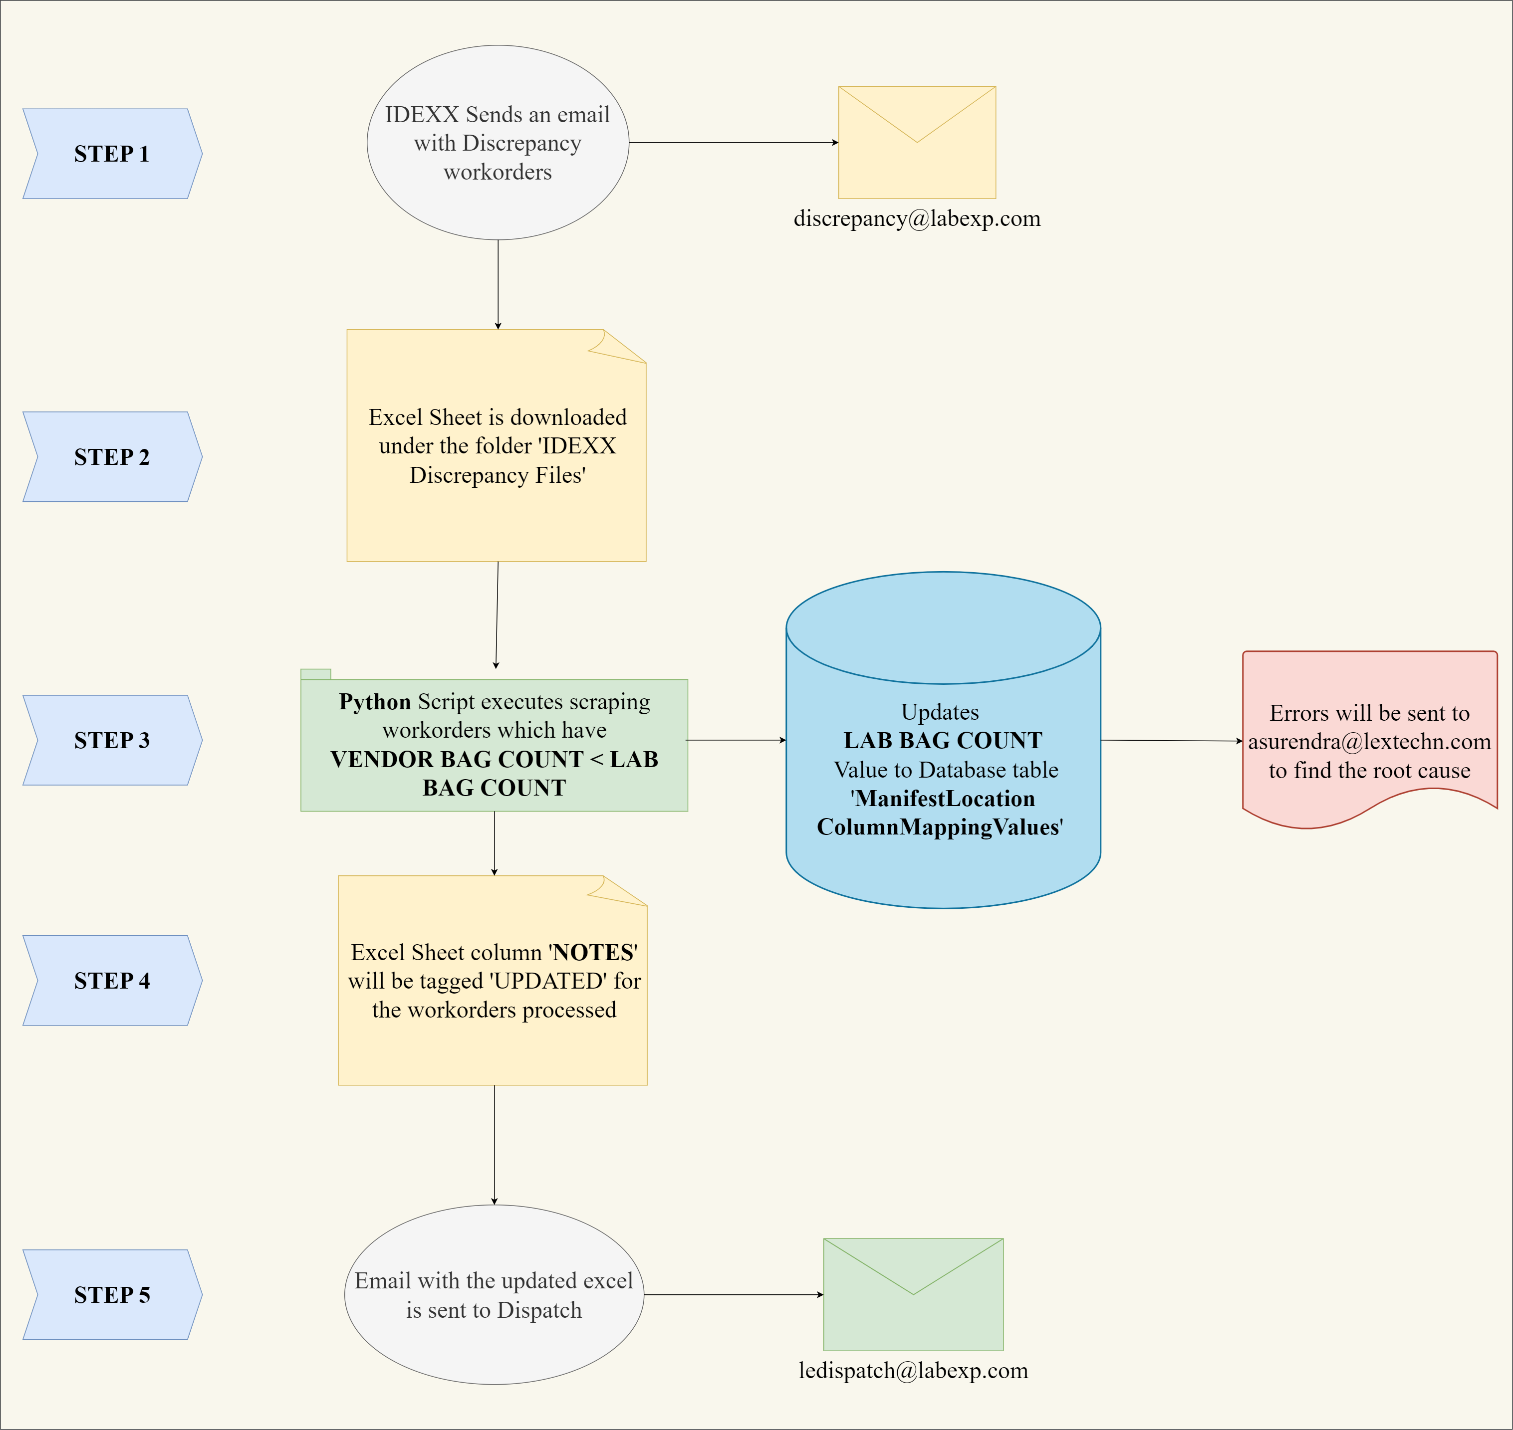 STEP 1
IDEXX Sends an email
with Discrepancy
workorders
discrepancy@labexp.com
STEP 2
Excel Sheet is downloaded
under the folder 'IDEXX
Discrepancy Files'
STEP 3
Python Script executes scraping
workorders which have
VENDOR BAG COUNT < LAB
BAG COUNT
Updates
LAB BAG COUNT
Value to Database table
'ManifestLocation
ColumnMappingValues'
Errors will be sent to
asurendra@lextechn.com
to find the root cause
STEP 4
Excel Sheet column 'NOTES'
will be tagged 'UPDATED' for
the workorders processed
STEP 5
Email with the updated excel
is sent to Dispatch
ledispatch@labexp.com